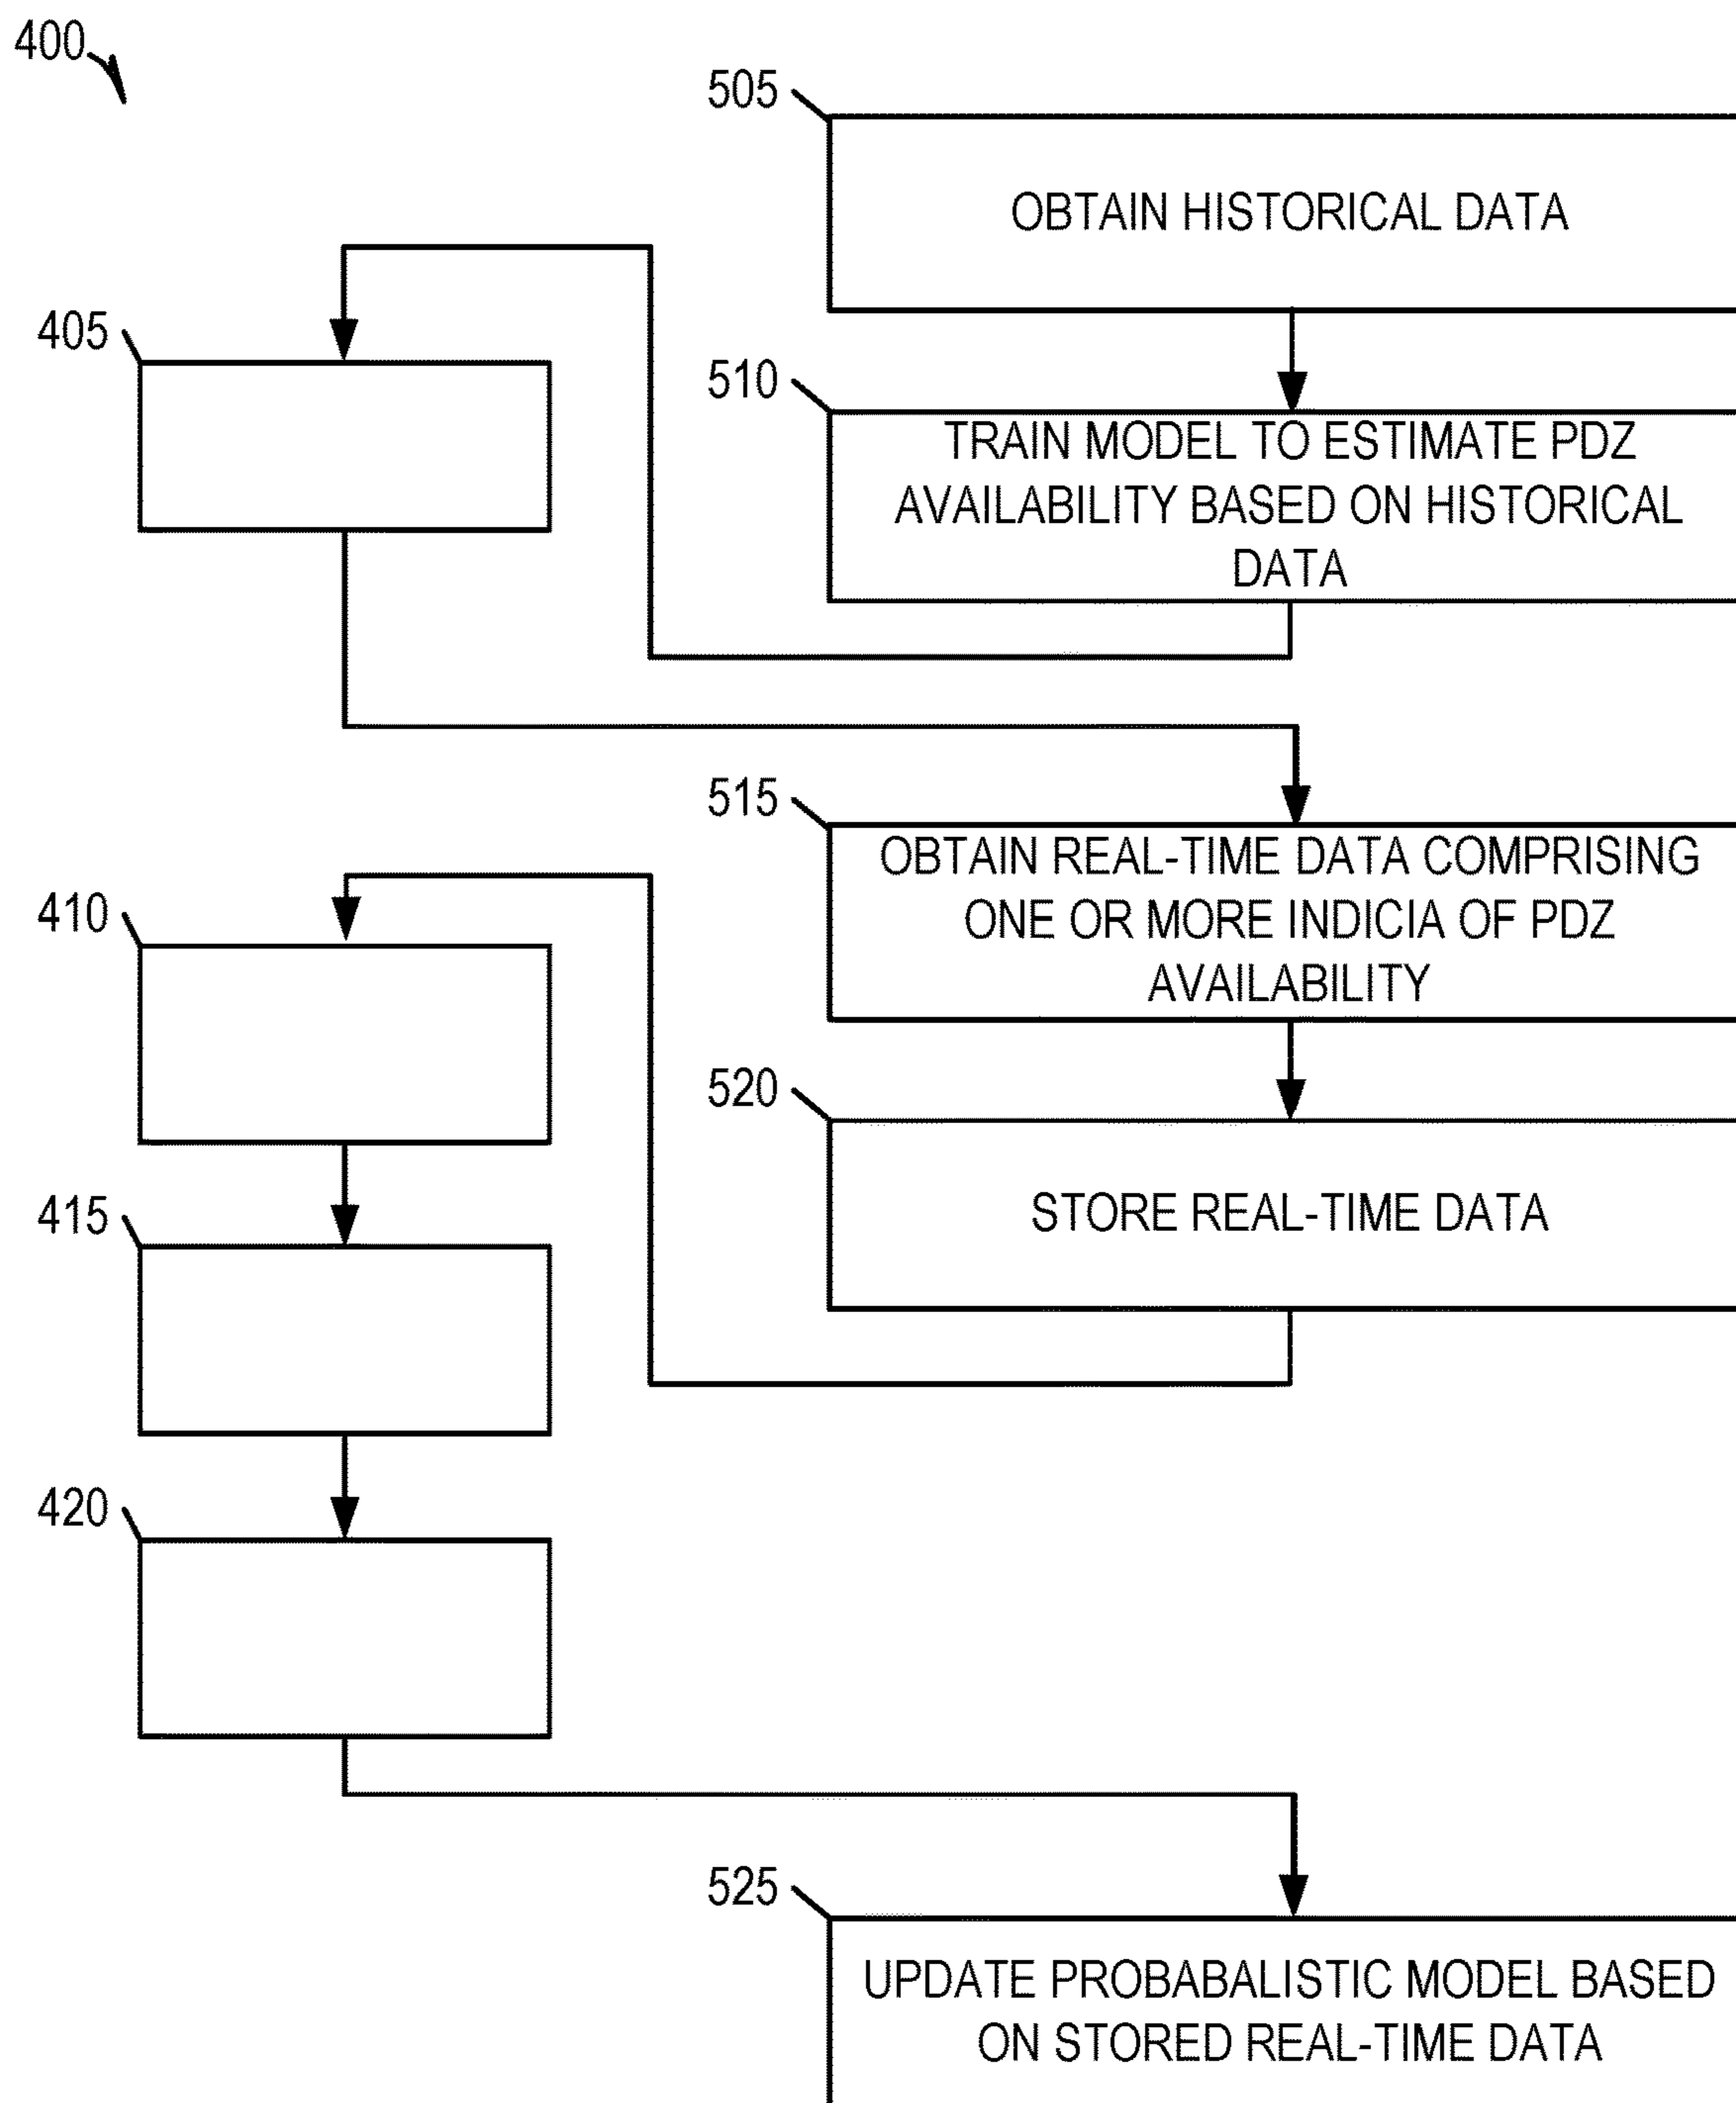 400
505
OBTAIN HISTORICAL DATA
405
510
TRAIN MODEL TO ESTIMATE PDZ
AVAILABILITY BASED ON HISTORICAL
DATA
515
OBTAIN REAL-TIME DATA COMPRISING
ONE OR MORE INDICIA OF PDZ
AVAILABILITY
410
520
STORE REAL-TIME DATA
415
420
525
UPDATE PROBABALISTIC MODEL BASED
ON STORED REAL-TIME DATA